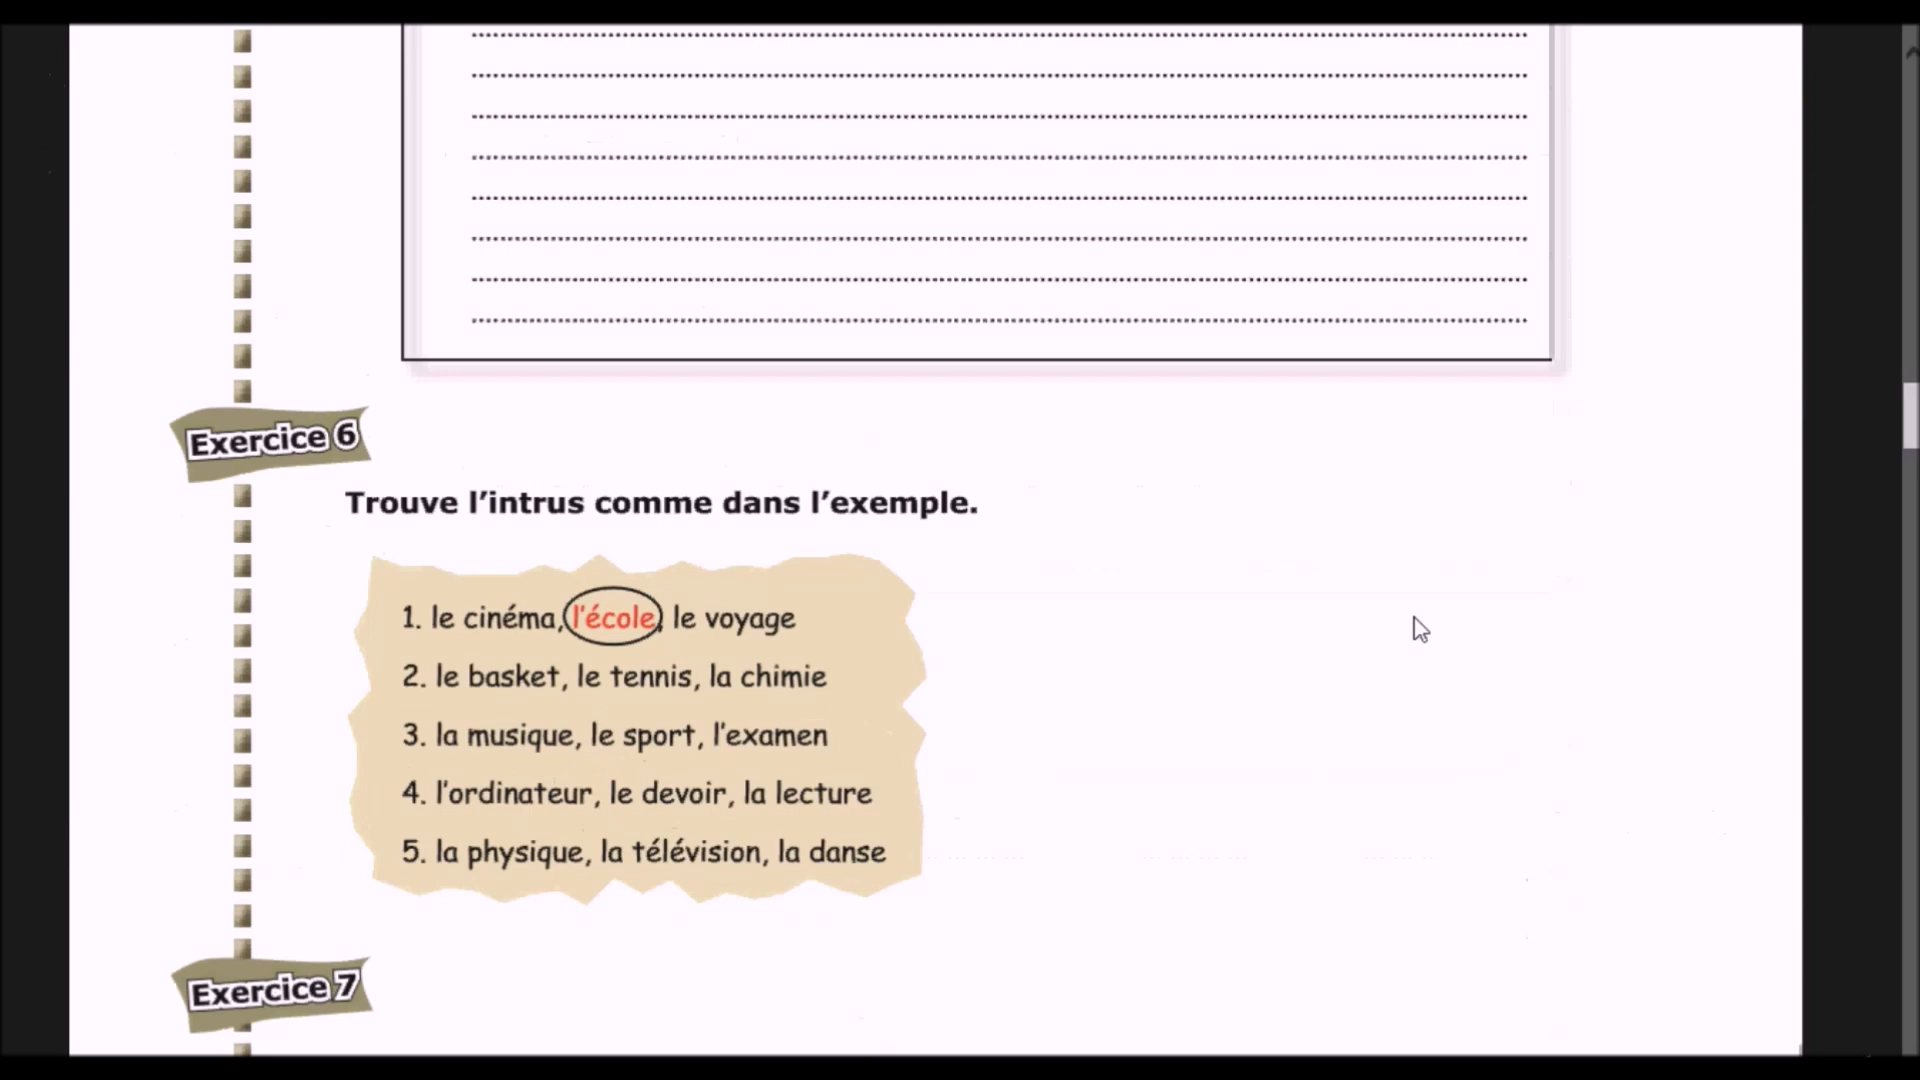 Exercice 6
Trouve l’intrus comme dans l’exemple.
1. le cinéma, l'école, le voyage
2. le basket, le tennis, la chimie
3. la musique, le sport, l'examen
4. l'ordinateur, le devoir, la lecture
5. la physique, la télévision, la danse
Exercice 7